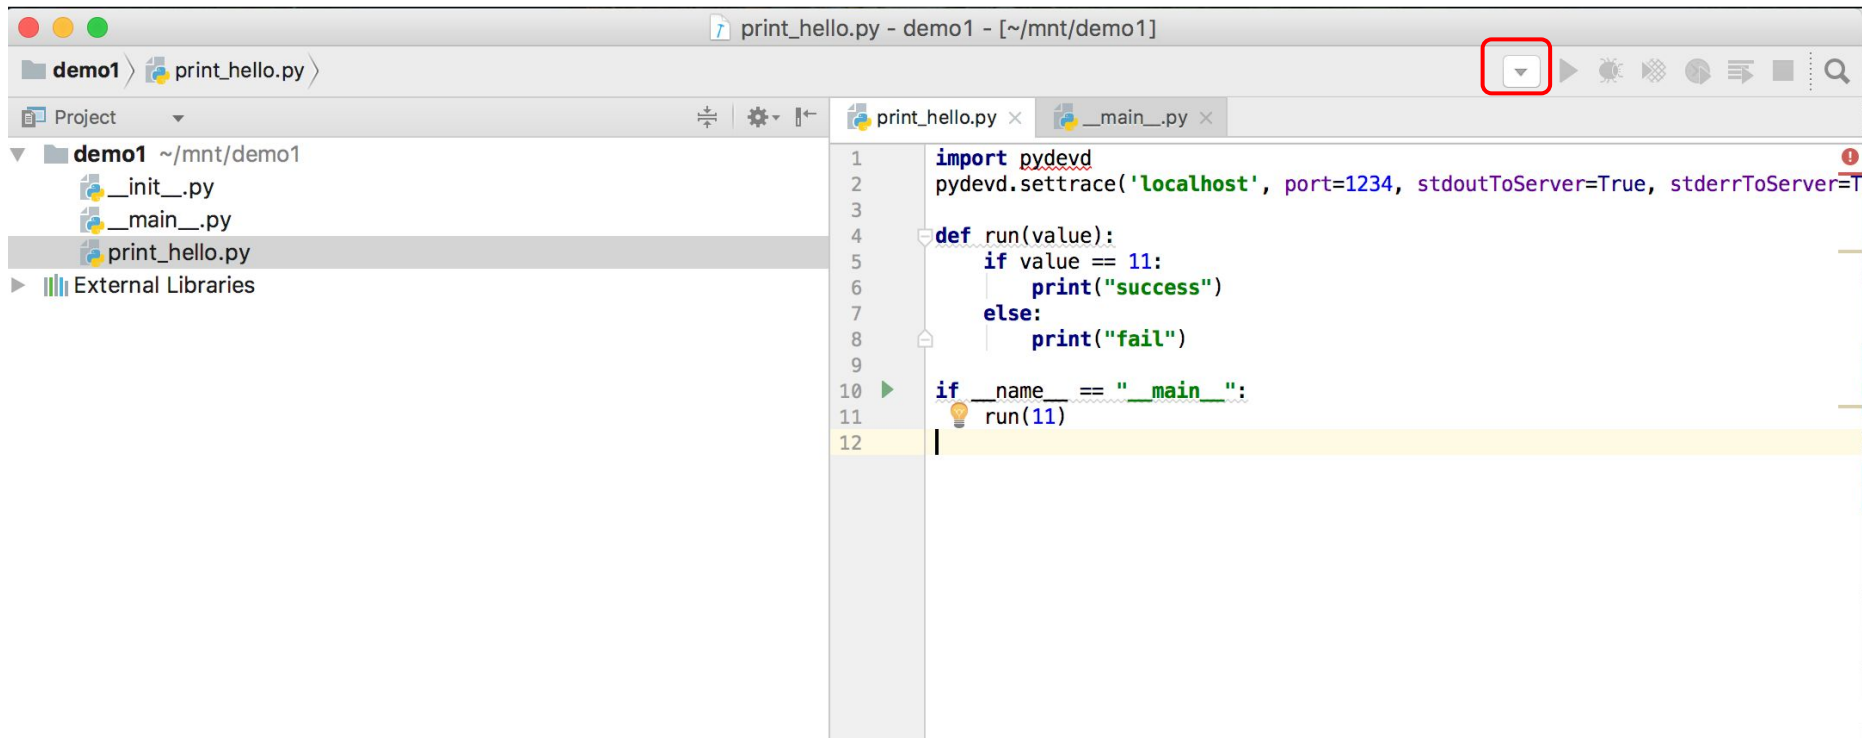 print_hello.py - demo1 - [~/mnt/demo1]
demo1 print_hello.py
Project
print_hello.py __main__.py
demo1 ~/mnt/demo1
__init__.py
__main__.py
print_hello.py
External Libraries
1 import pydevd
2 pydevd.settrace('localhost', port=1234, stdoutToServer=True, stderrToServer=T
3
4 def run(value):
5 if value == 11:
6 print("success")
7 else:
8 print("fail")
9
10 if __name__ == "__main__":
11 run(11)
12